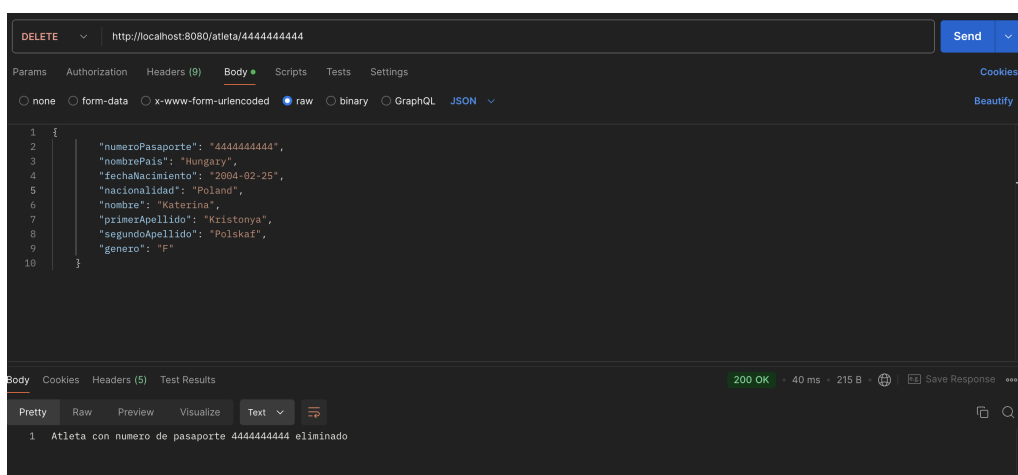 DELETE http://localhost:8080/atleta/4444444444 Send
Params Authorization Headers (9) Body Scripts Tests Settings Cookies
none form-data x-www-form-urlencoded raw binary GraphQL JSON Beautify
1 {
2 "numeroPasaporte": "4444444444",
3 "nombrePais": "Hungary",
4 "fechaNacimiento": "2004-02-25",
5 "nacionalidad": "Poland",
6 "nombre": "Katerina",
7 "primerApellido": "Kristonya",
8 "segundoApellido": "Polskaf",
9 "genero": "F"
10 }
Body Cookies Headers (5) Test Results 200 OK 40 ms 215 B Save Response
Pretty Raw Preview Visualize Text
1 Atleta con numero de pasaporte 4444444444 eliminado